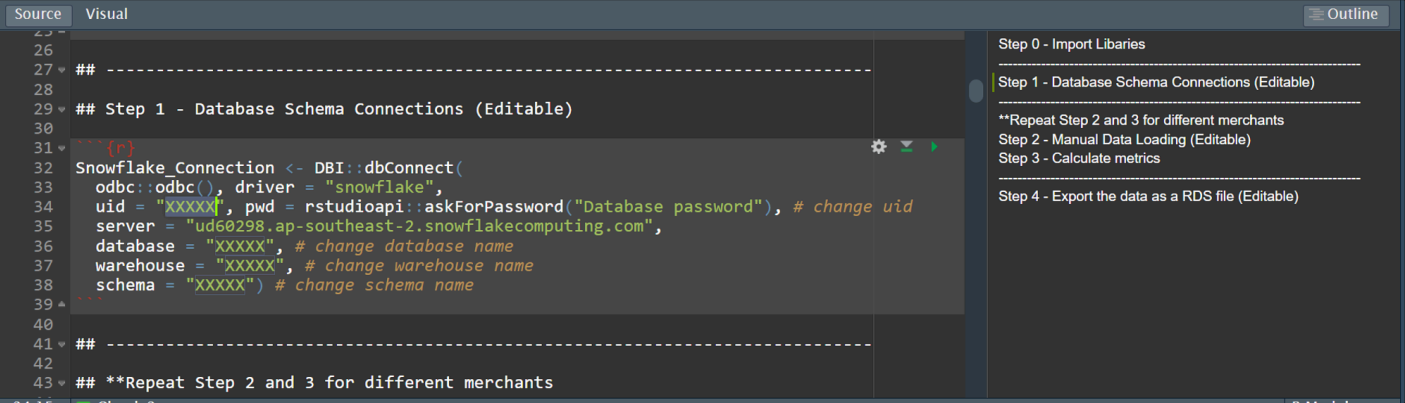 Source Visual Outline
26
27 ## -----------------------------------------------------------------------------
28
29 ## Step 1 - Database Schema Connections (Editable)
30
31 ```{r}
32 Snowflake_Connection <- DBI::dbConnect(
33 odbc::odbc(), driver = "snowflake",
34 uid = "XXXXX", pwd = rstudioapi::askForPassword("Database password"), # change uid
35 server = "ud60298.ap-southeast-2.snowflakecomputing.com",
36 database = "XXXXX", # change database name
37 warehouse = "XXXXX", # change warehouse name
38 schema = "XXXXX") # change schema name
39 ```
40
41 ## -----------------------------------------------------------------------------
42
43 ## **Repeat Step 2 and 3 for different merchants
Step 0 - Import Libaries
-----------------------------------------------------------------------------
Step 1 - Database Schema Connections (Editable)
-----------------------------------------------------------------------------
**Repeat Step 2 and 3 for different merchants
Step 2 - Manual Data Loading (Editable)
Step 3 - Calculate metrics
-----------------------------------------------------------------------------
Step 4 - Export the data as a RDS file (Editable)